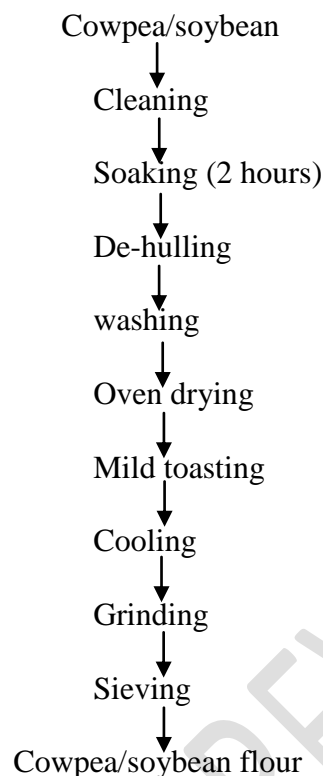 Cowpea/soybean
Cleaning
Soaking (2 hours)
De-hulling
washing
Oven drying
Mild toasting
Cooling
Grinding
Sieving
Cowpea/soybean flour